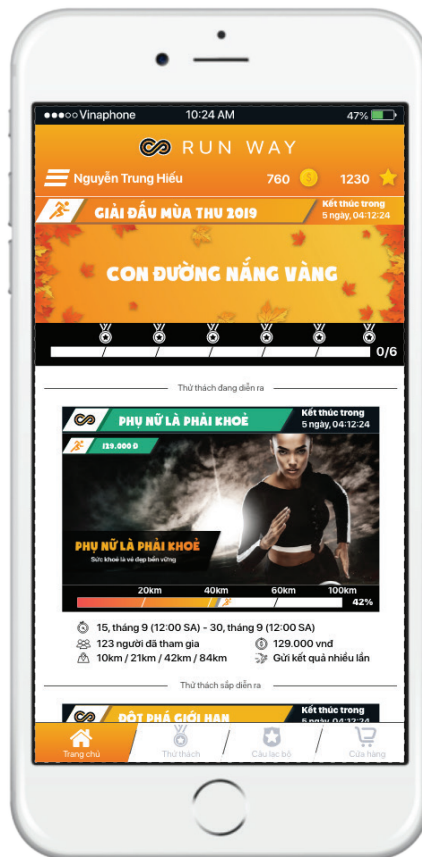 Vinaphone 10:24 AM 47%
RUN WAY
Nguyễn Trung Hiếu 760 1230
GIẢI ĐẤU MÙA THU 2019
Kết thúc trong
5 ngày, 04:12:24
CON ĐƯỜNG NẮNG VÀNG
0/6
Thử thách đang diễn ra
PHỤ NỮ LÀ PHẢI KHOẺ
Kết thúc trong
5 ngày, 04:12:24
129.000 Đ
PHỤ NỮ LÀ PHẢI KHOẺ
Sức khoẻ là vẻ đẹp bền vững
20km 40km 60km 100km
42%
15, tháng 9 (12:00 SA) - 30, tháng 9 (12:00 SA)
123 người đã tham gia 129.000 vnđ
10km / 21km / 42km / 84km Gửi kết quả nhiều lần
Thử thách sắp diễn ra
ĐỘT PHÁ GIỚI HẠN
Kết thúc trong
5 ngày, 04:12:24
Trang chủ Thử thách Câu lạc bộ Cửa hàng